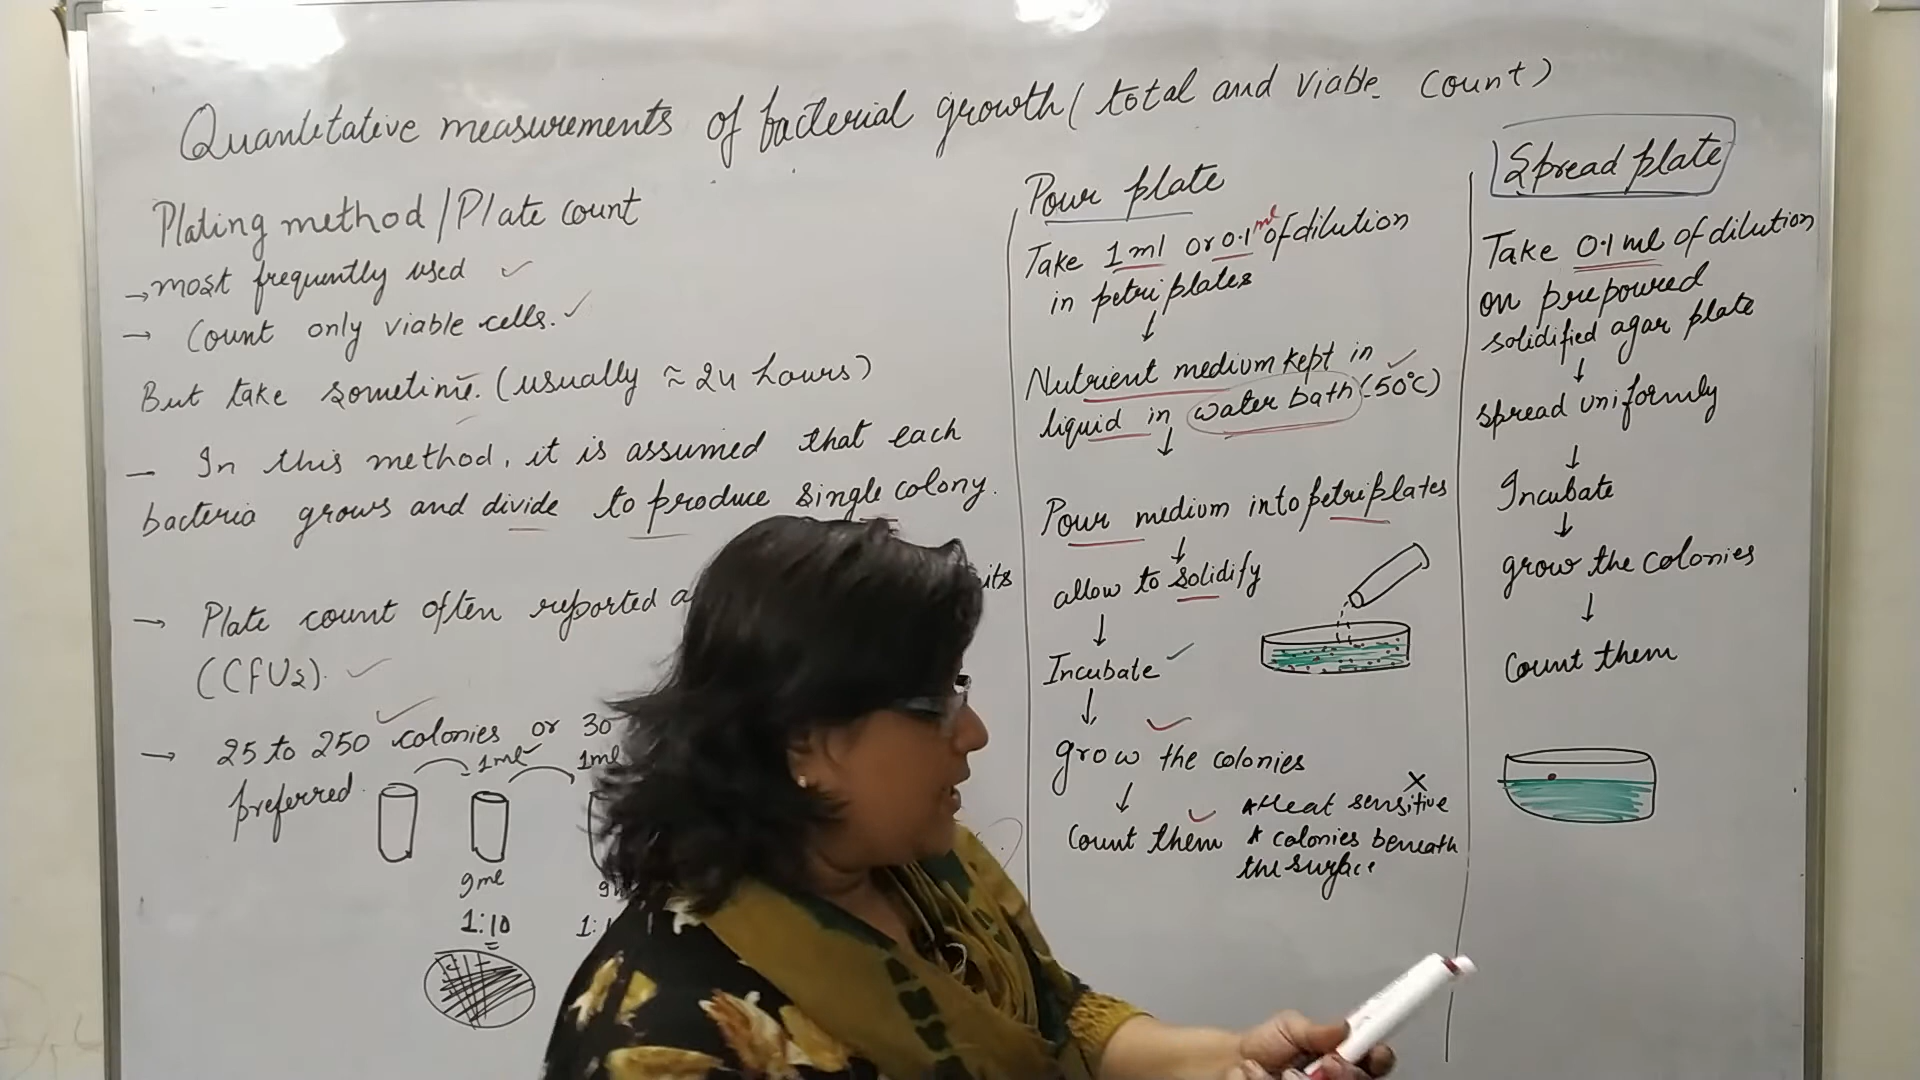 Quantitative measurements of bacterial growth (total and viable count)
Plating method / Plate count
→ most frequently used ✓
→ Count only viable cells. ✓
But take sometime. (usually ≈ 24 hours)
— In this method, it is assumed that each
bacteria grows and divide to produce single colony.
→ Plate count often reported
(CFUs). ✓
→ 25 to 250 colonies or 30
preferred.
1ml 1ml
9ml
1:10
Pour plate
Take 1 ml or 0.1 ml of dilution
in petriplates
↓
Nutrient medium kept in
liquid in water bath (50°C)
↓
Pour medium into petriplates
↓
allow to solidify
↓
Incubate ✓
↓
grow the colonies
↓
Count them
* Heat sensitive
* colonies beneath
the surface
Spread plate
Take 0.1 ml of dilution
on prepoured
solidified agar plate
↓
spread uniformly
↓
Incubate
↓
grow the colonies
↓
Count them